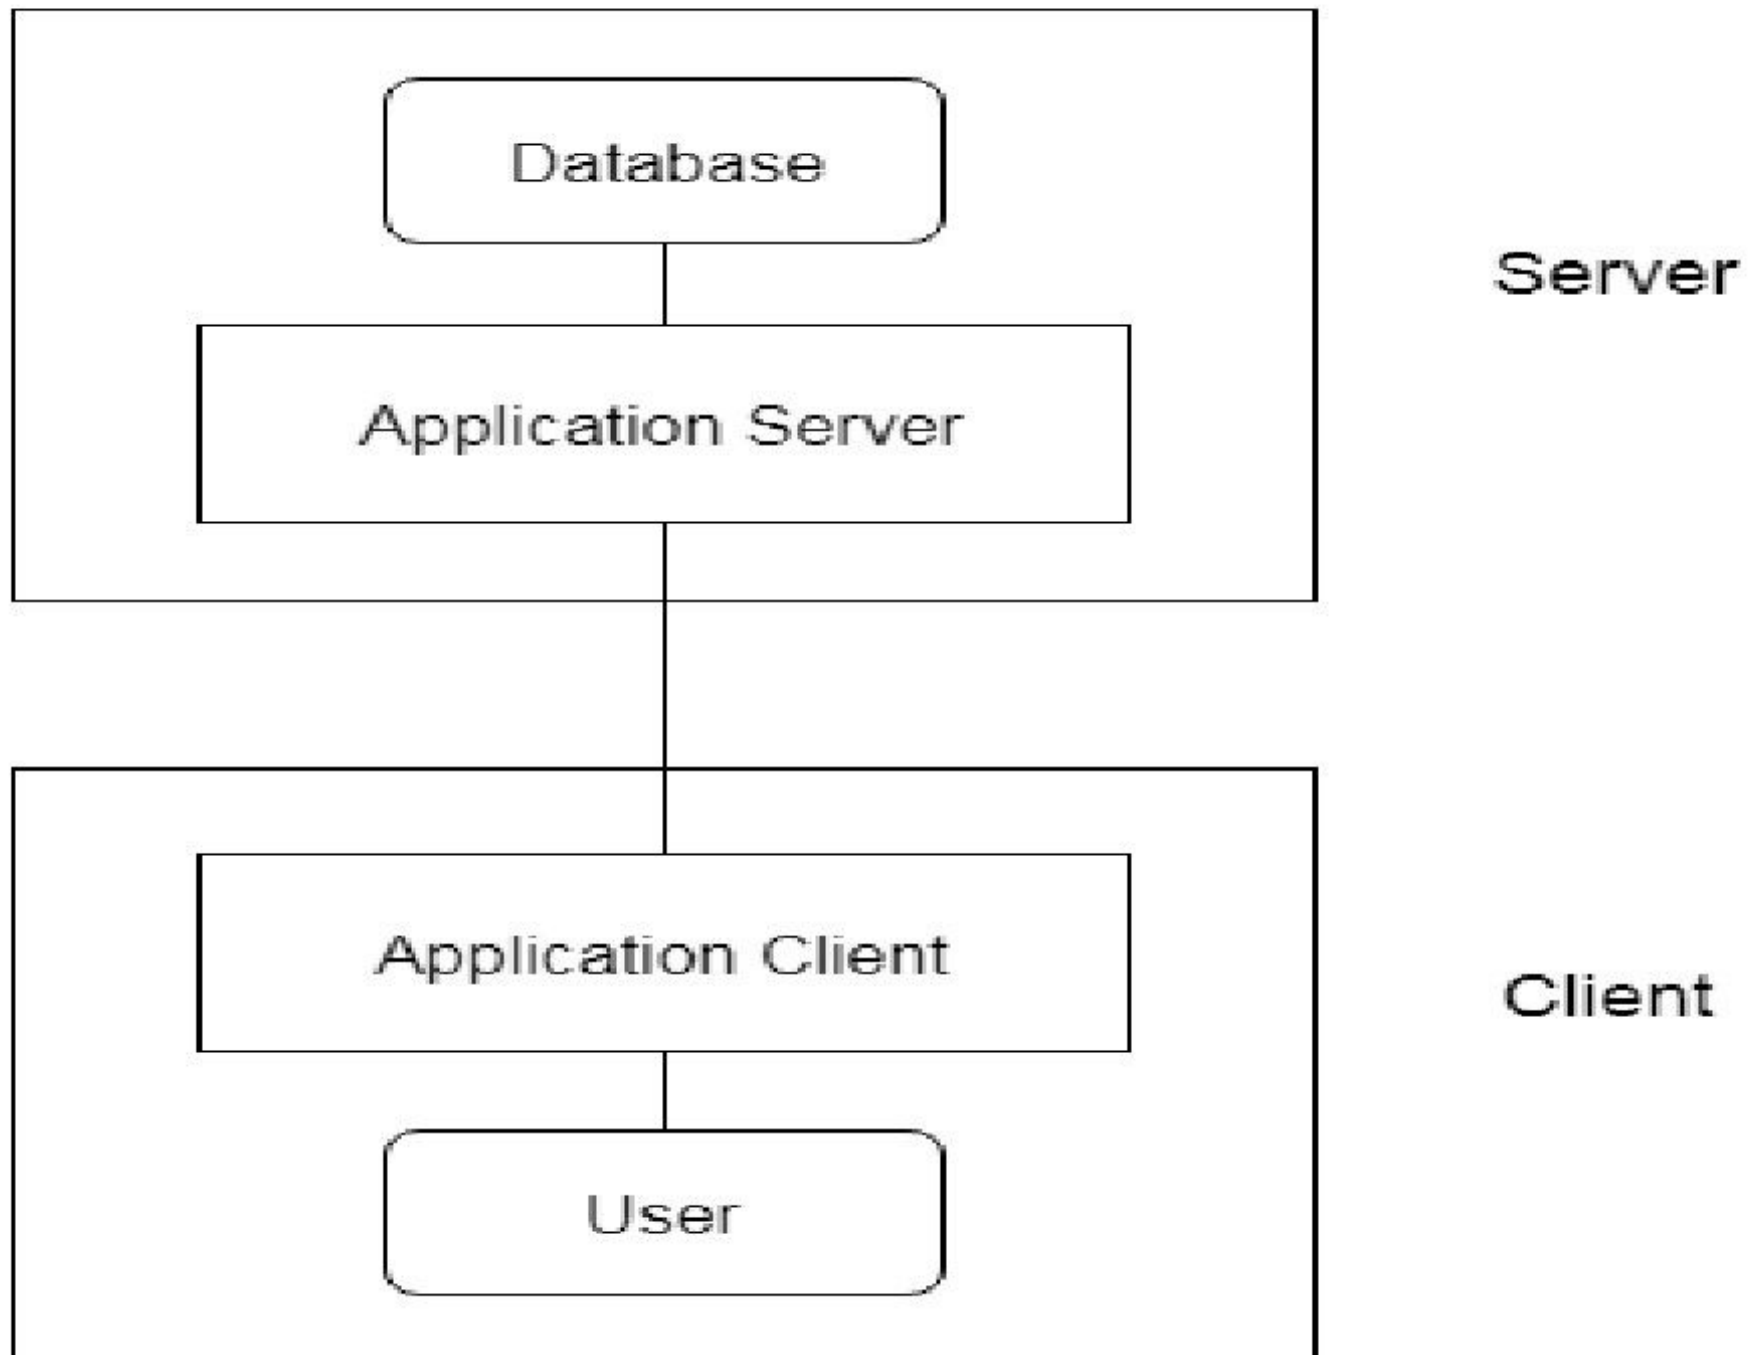 Database
Server
Application Server
Application Client
Client
User